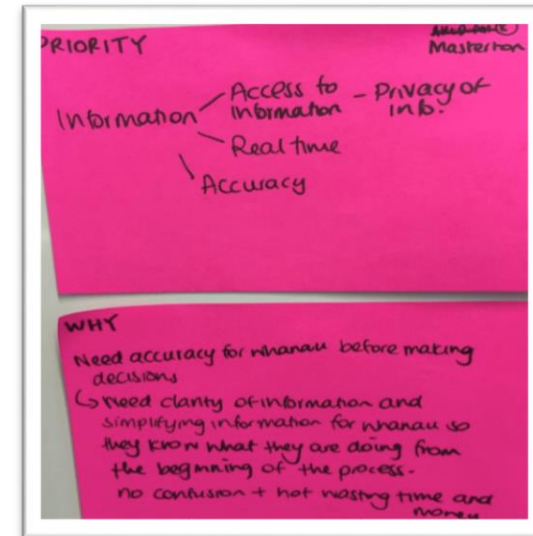 PRIORITY
Masterton
Information
Access to
Information
- Privacy of
info.
Real time
Accuracy
WHY
Need accuracy for whanau before making
decisions
↳ need clarity of information and
simplifying information for whanau so
they know what they are doing from
the beginning of the process.
no confusion + not wasting time and
money